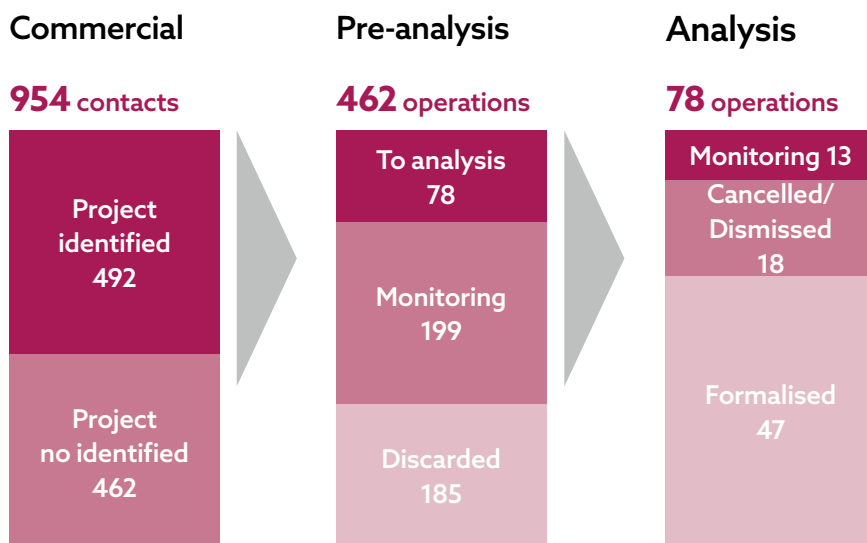 Commercial
954 contacts
Project
identified
492
Project
no identified
462
Pre-analysis
462 operations
To analysis
78
Monitoring
199
Discarded
185
Analysis
78 operations
Monitoring 13
Cancelled/
Dismissed
18
Formalised
47